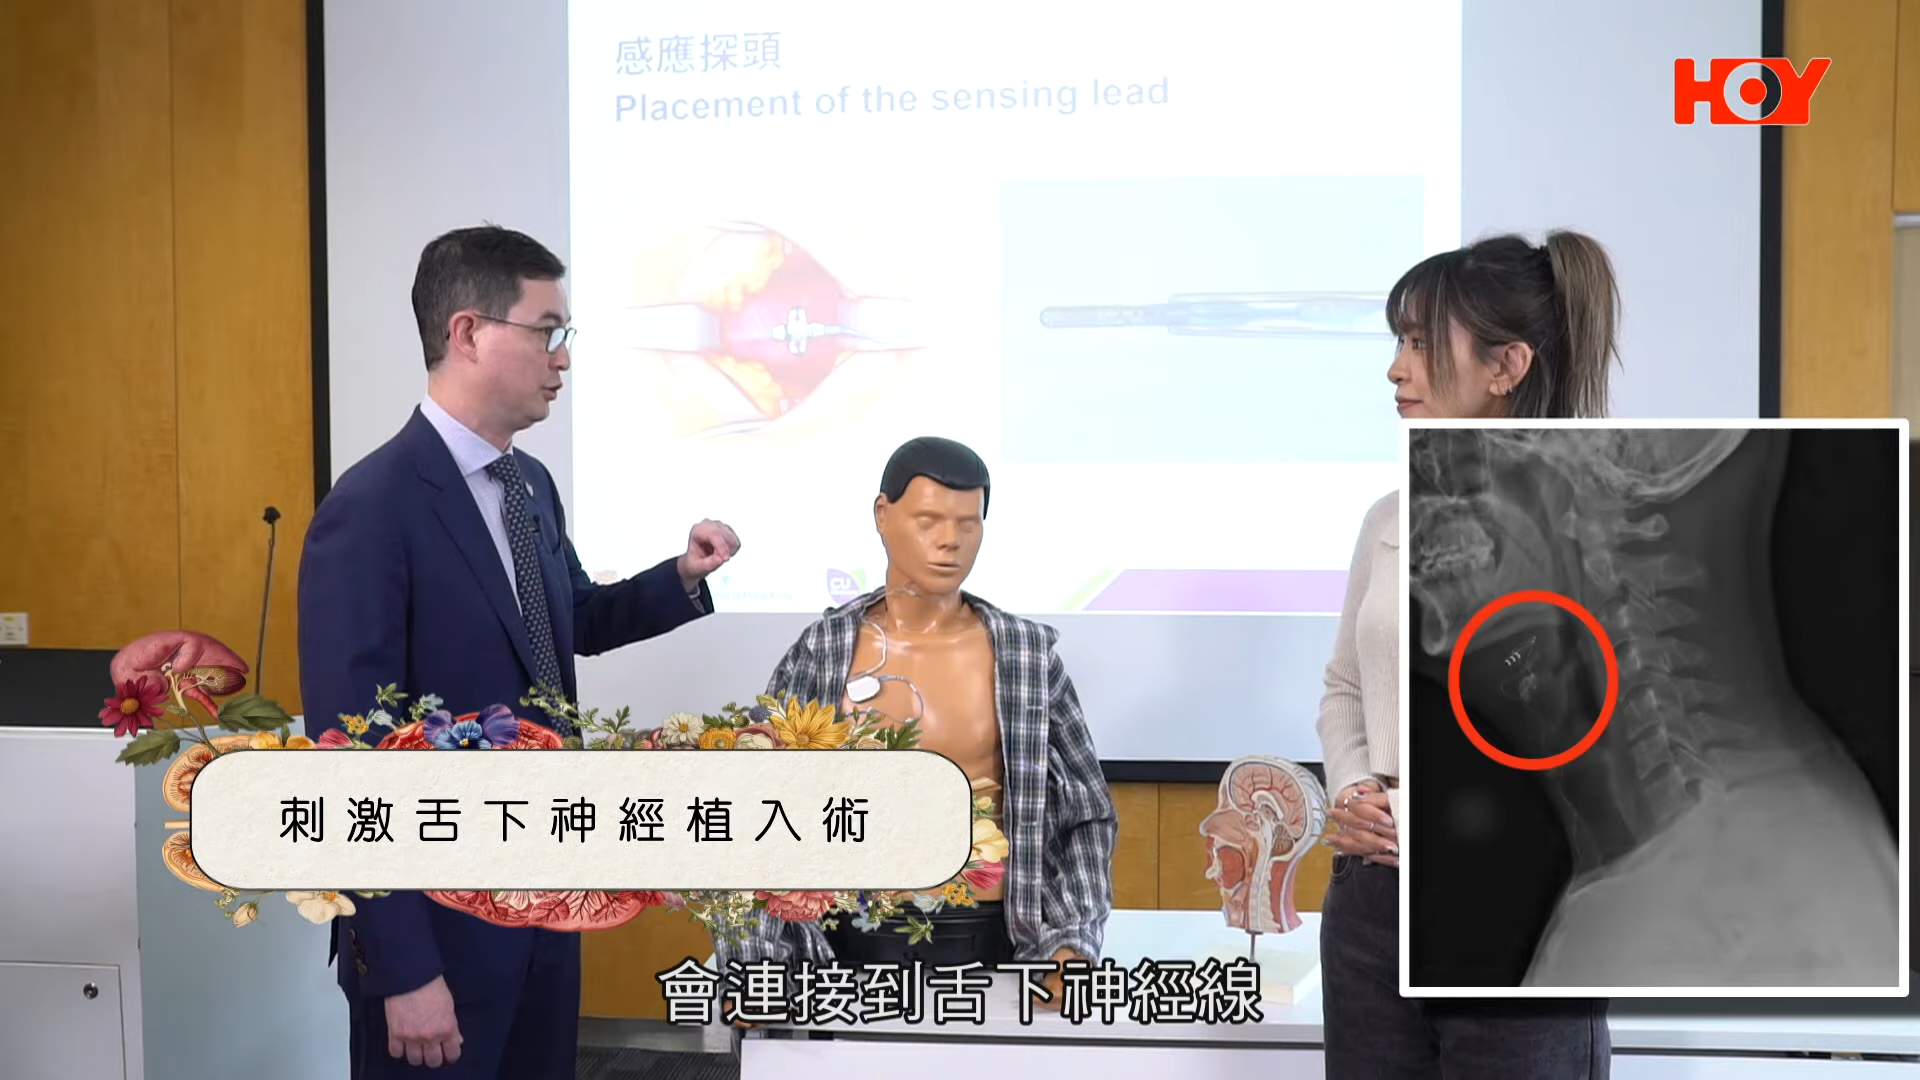 感應探頭
Placement of the sensing lead
HOY
CU
刺激舌下神經植入術
會連接到舌下神經線